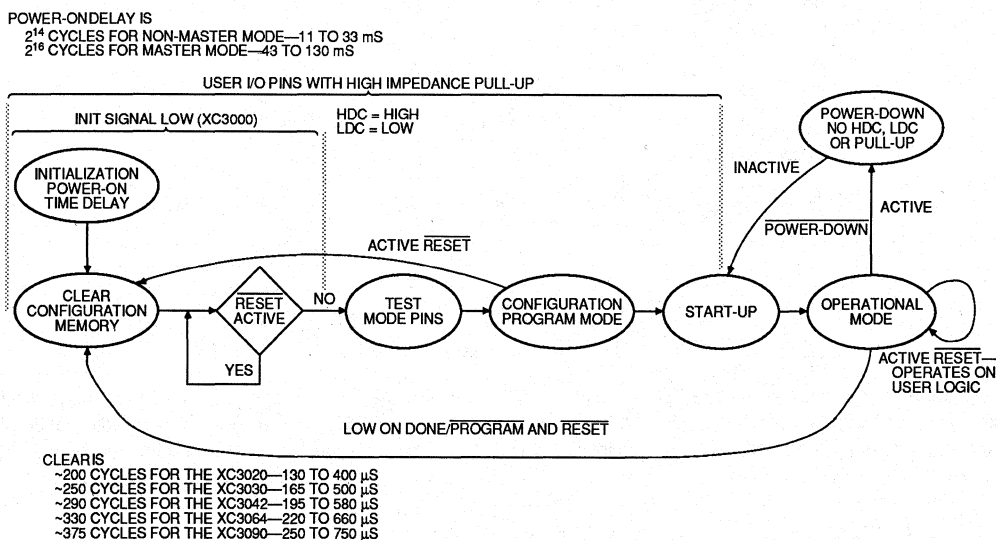 POWER-ON DELAY IS
2¹⁴ CYCLES FOR NON-MASTER MODE—11 TO 33 mS
2¹⁶ CYCLES FOR MASTER MODE—43 TO 130 mS
USER I/O PINS WITH HIGH IMPEDANCE PULL-UP
INIT SIGNAL LOW (XC3000)
HDC = HIGH
LDC = LOW
POWER-DOWN
NO HDC, LDC
OR PULL-UP
INITIALIZATION
POWER-ON
TIME DELAY
INACTIVE
ACTIVE
POWER-DOWN
ACTIVE RESET
CLEAR
CONFIGURATION
MEMORY
RESET
ACTIVE
NO
YES
TEST
MODE PINS
CONFIGURATION
PROGRAM MODE
START-UP
OPERATIONAL
MODE
ACTIVE RESET—
OPERATES ON
USER LOGIC
LOW ON DONE/PROGRAM AND RESET
CLEAR IS
~200 CYCLES FOR THE XC3020—130 TO 400 µS
~250 CYCLES FOR THE XC3030—165 TO 500 µS
~290 CYCLES FOR THE XC3042—195 TO 580 µS
~330 CYCLES FOR THE XC3064—220 TO 660 µS
~375 CYCLES FOR THE XC3090—250 TO 750 µS